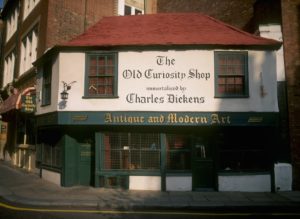 The
Old Curiosity Shop
immortalized by
Charles Dickens
Antique and Modern Art